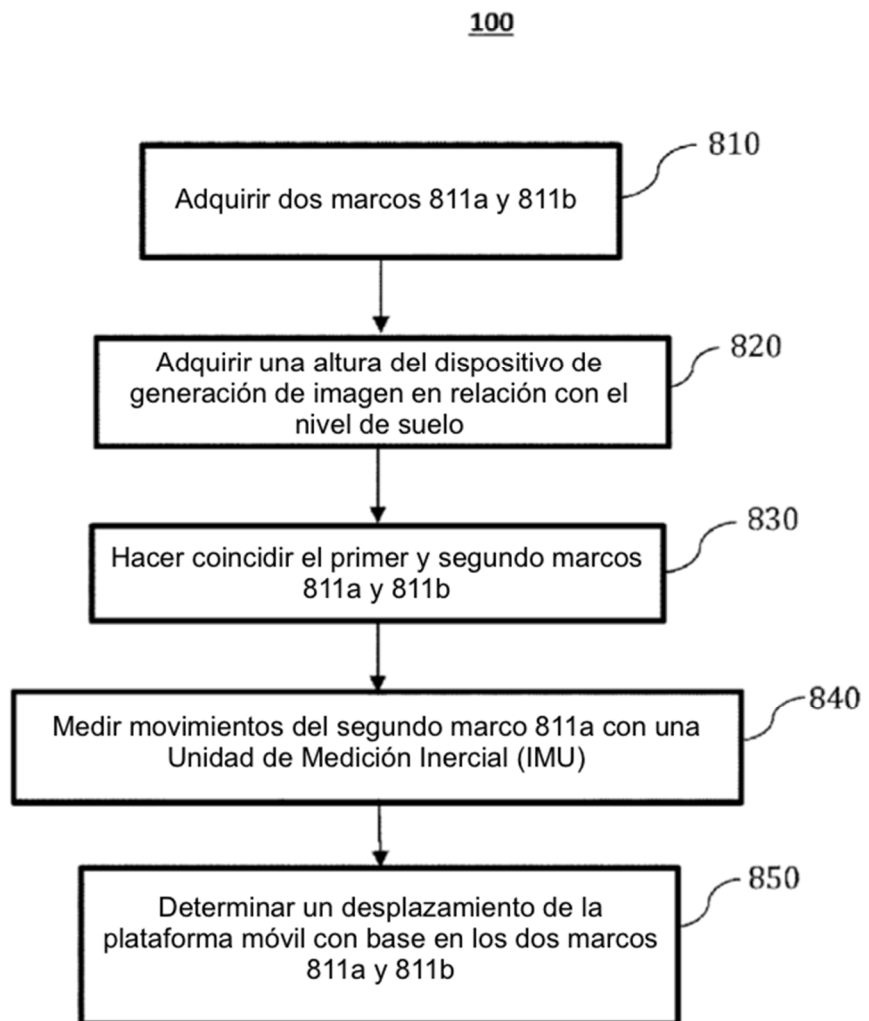 100
810
Adquirir dos marcos 811a y 811b
820
Adquirir una altura del dispositivo de
generación de imagen en relación con el
nivel de suelo
830
Hacer coincidir el primer y segundo marcos
811a y 811b
840
Medir movimientos del segundo marco 811a con una
Unidad de Medición Inercial (IMU)
850
Determinar un desplazamiento de la
plataforma móvil con base en los dos marcos
811a y 811b